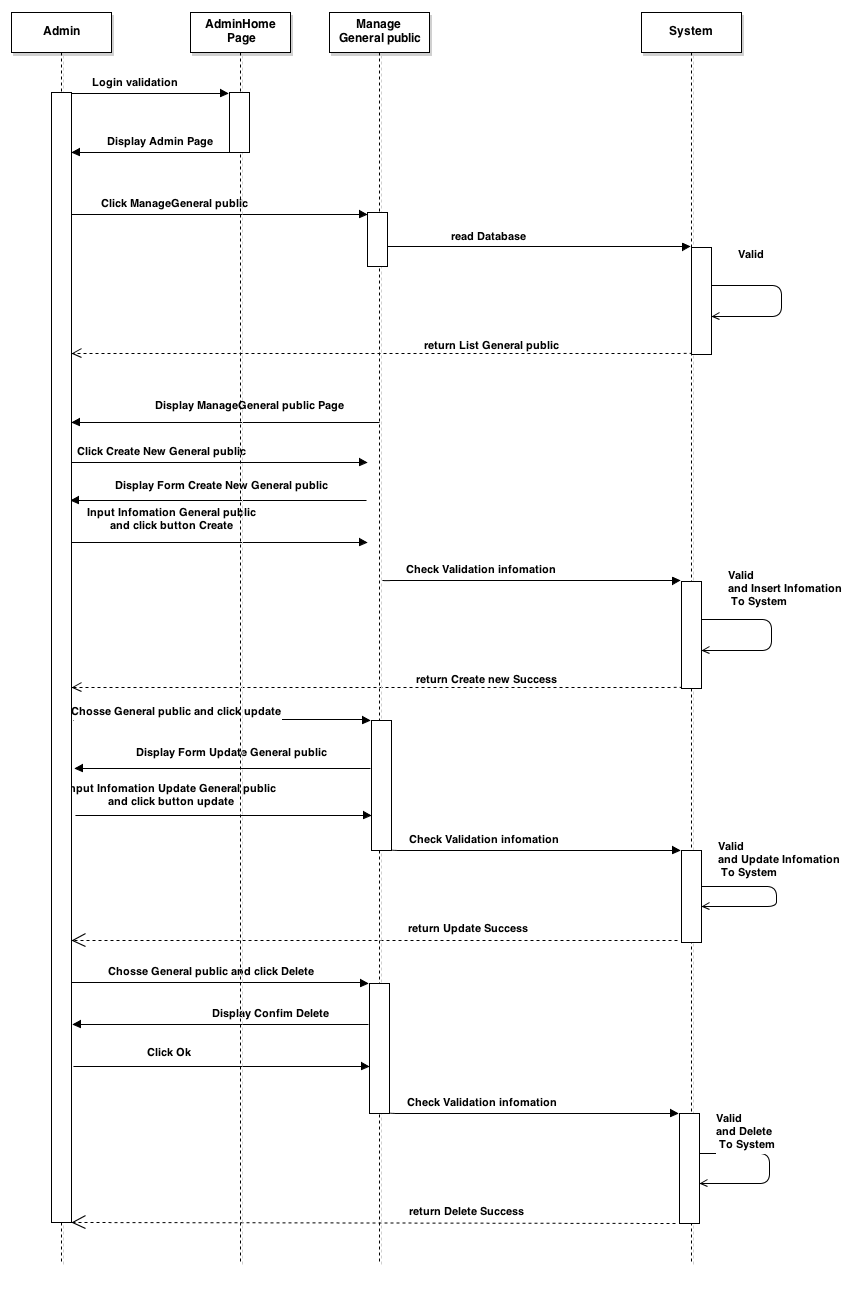 Admin
AdminHome
Page
Manage
General public
System
Login validation
Display Admin Page
Click ManageGeneral public
read Database
Valid
return List General public
Display ManageGeneral public Page
Click Create New General public
Display Form Create New General public
Input Infomation General public
and click button Create
Check Validation infomation
Valid
and Insert Infomation
To System
return Create new Success
Chosse General public and click update
Display Form Update General public
nput Infomation Update General public
and click button update
Check Validation infomation
Valid
and Update Infomation
To System
return Update Success
Chosse General public and click Delete
Display Confim Delete
Click Ok
Check Validation infomation
Valid
and Delete
To System
return Delete Success